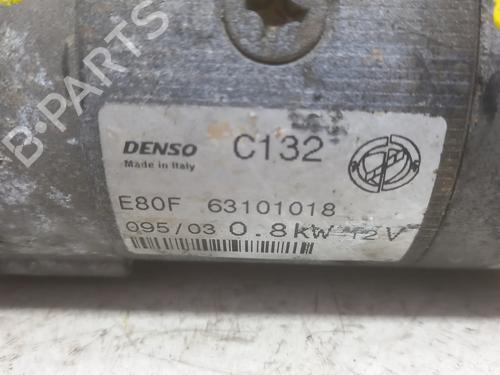 B-PARTS
DENSO C132
Made in Italy
E80F 63101018
095/03 0.8kW 12V